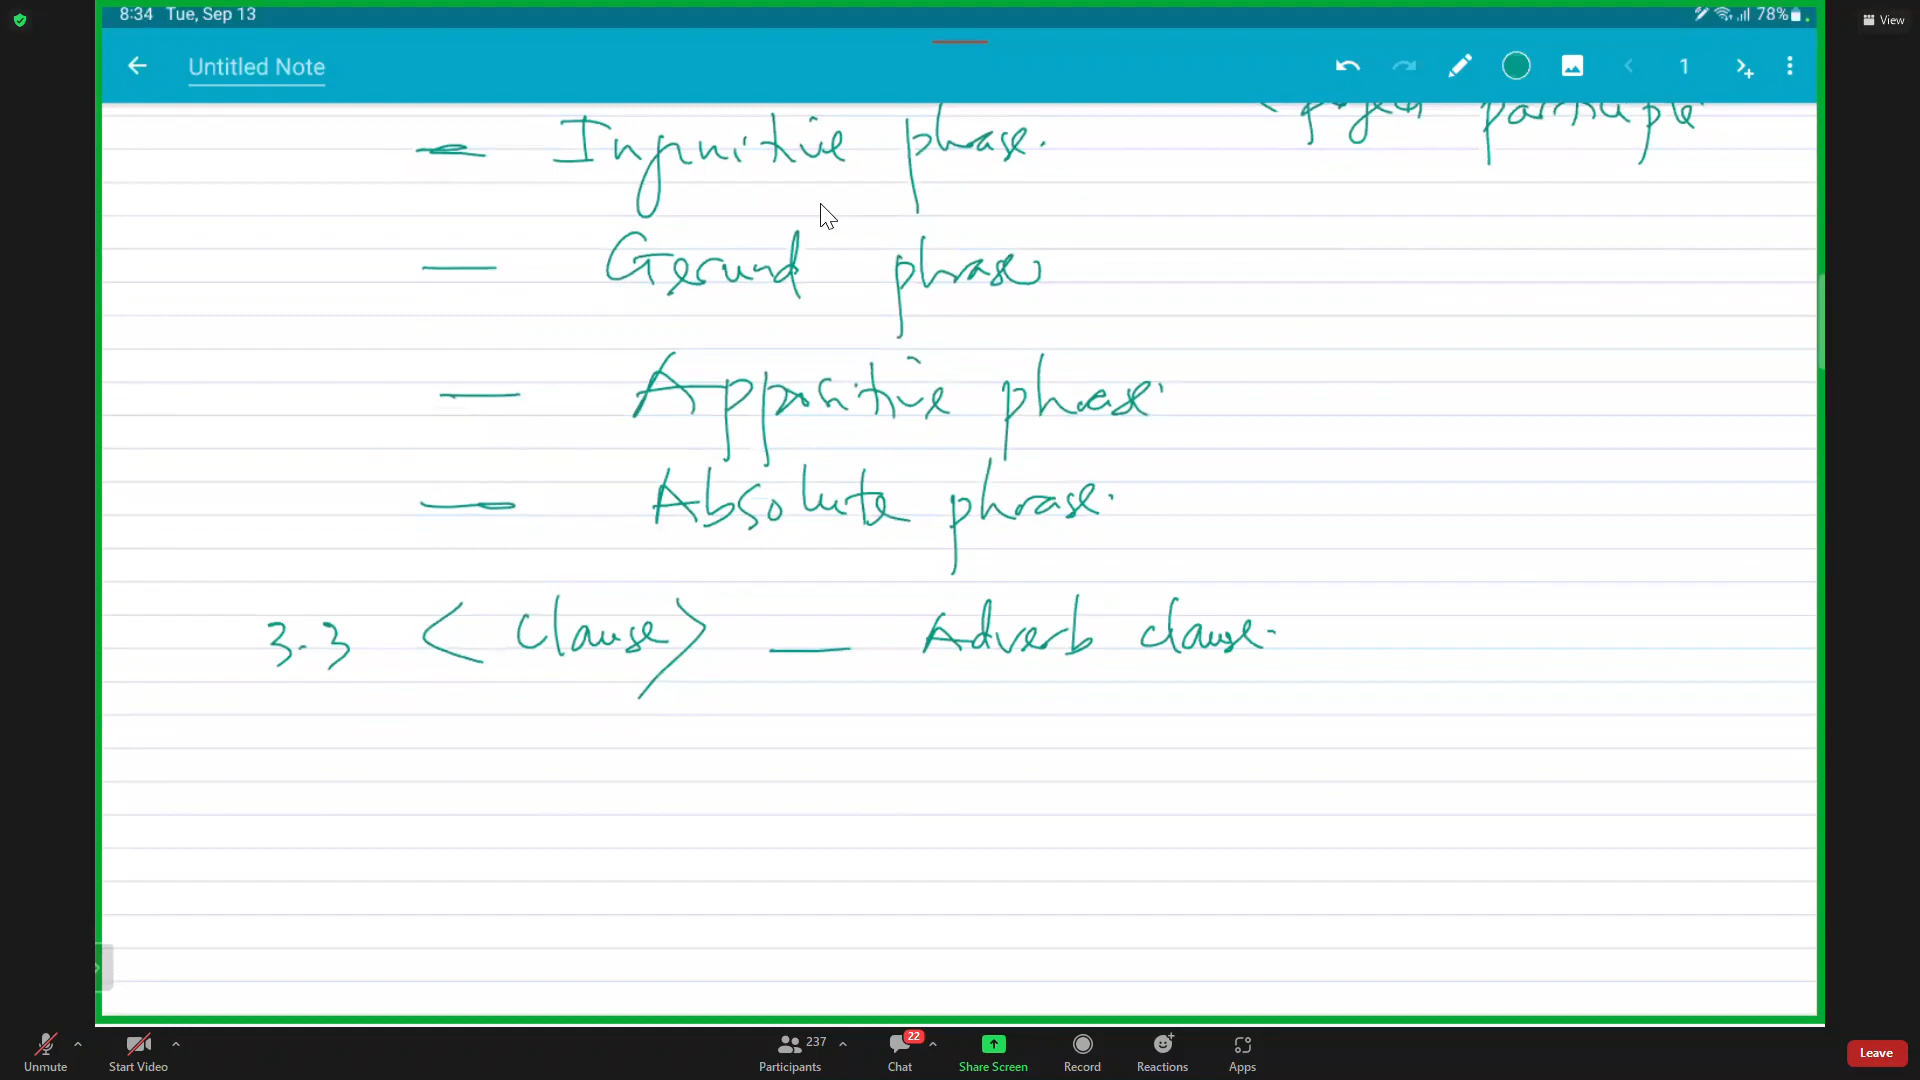 8:34 Tue, Sep 13
78%
View
Untitled Note
1
participle
— Infinitive phrase.
— Gerund phrase
— Appositive phrase.
— Absolute phrase.
3.3 < Clause > — Adverb clause.
Unmute
Start Video
237
Participants
22
Chat
Share Screen
Record
Reactions
Apps
Leave